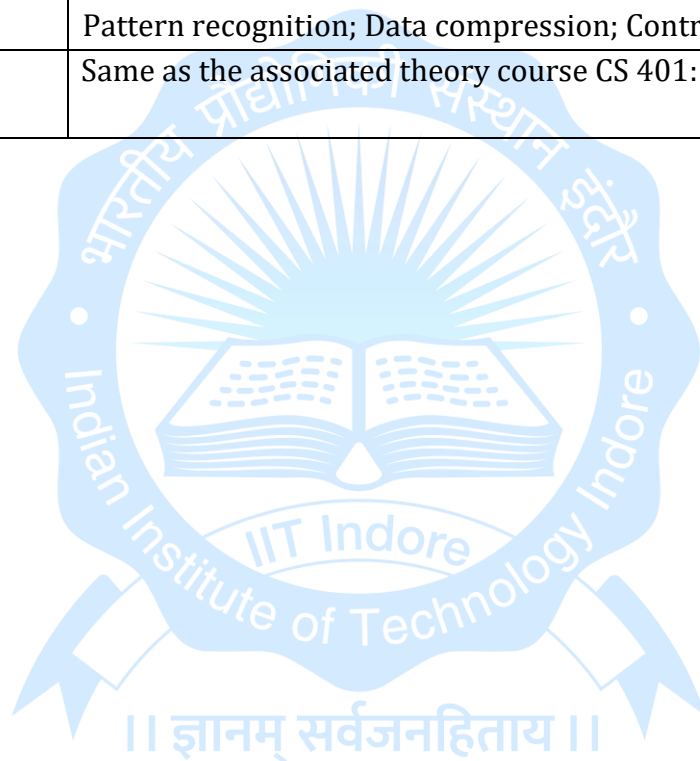 Pattern recognition; Data compression; Contr
Same as the associated theory course CS 401:
भारतीय प्रौद्योगिकी संस्थान इंदौर
Indian Institute of Technology Indore
IIT Indore
।। ज्ञानम् सर्वजनहिताय ।।